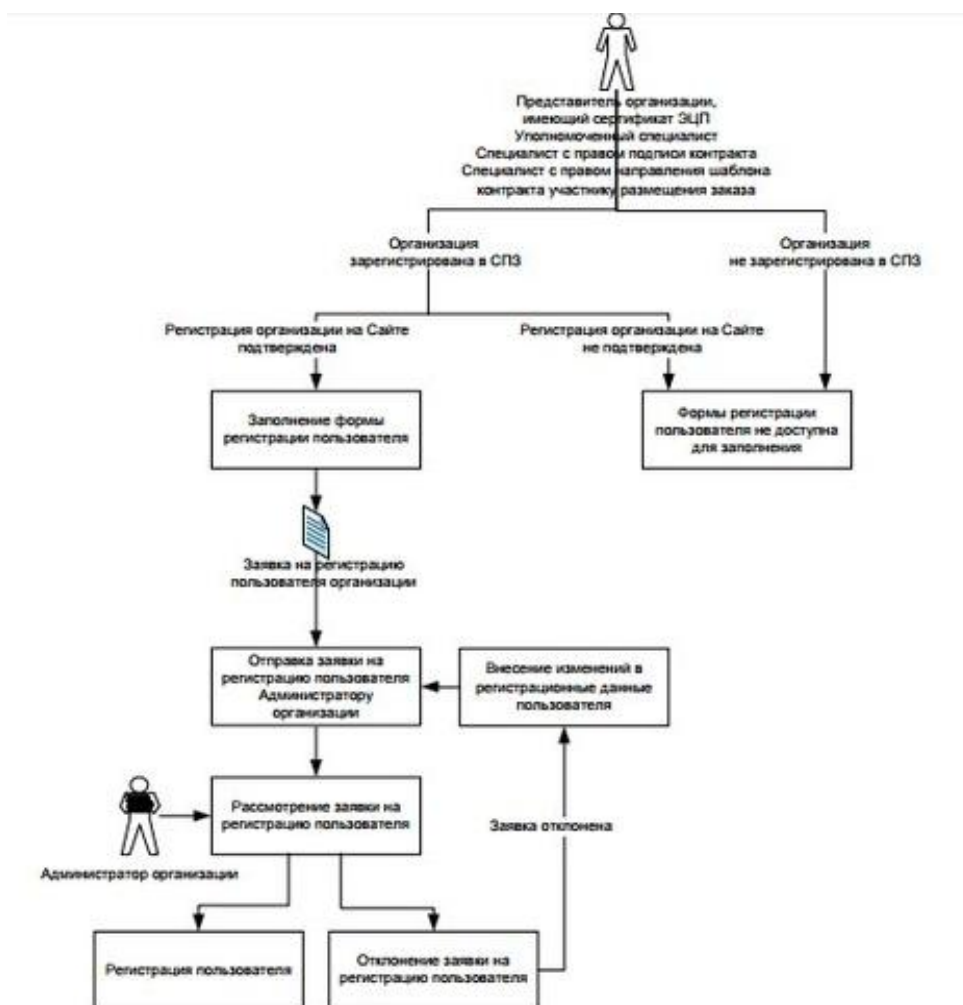 Представитель организации,
имеющий сертификат ЭЦП
Уполномоченный специалист
Специалист с правом подписи контракта
Специалист с правом направления шаблона
контракта участнику размещения заказа
Организация
зарегистрирована в СПЗ
Организация
не зарегистрирована в СПЗ
Регистрация организации на Сайте
подтверждена
Регистрация организации на Сайте
не подтверждена
Заполнение формы
регистрации пользователя
Формы регистрации
пользователя не доступна
для заполнения
Заявка на регистрацию
пользователя организации
Отправка заявки на
регистрацию пользователя
Администратору
организации
Внесение изменений в
регистрационные данные
пользователя
Рассмотрение заявки на
регистрацию пользователя
Заявка отклонена
Администратор организации
Регистрация пользователя
Отклонение заявки на
регистрацию пользователя